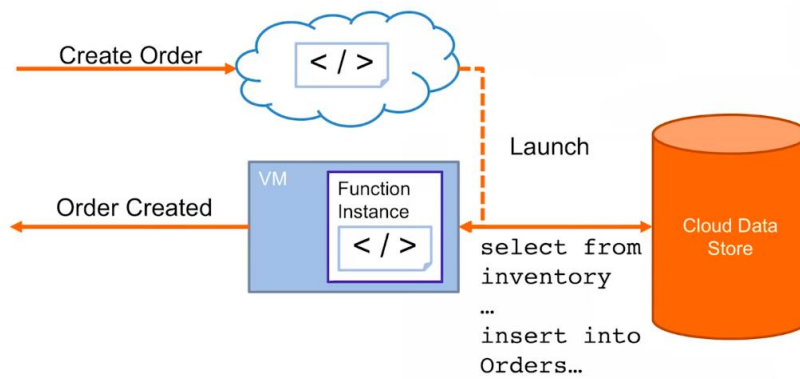 Create Order
</>
Launch
VM
Function
Instance
</>
Order Created
select from
inventory
…
insert into
Orders…
Cloud Data
Store